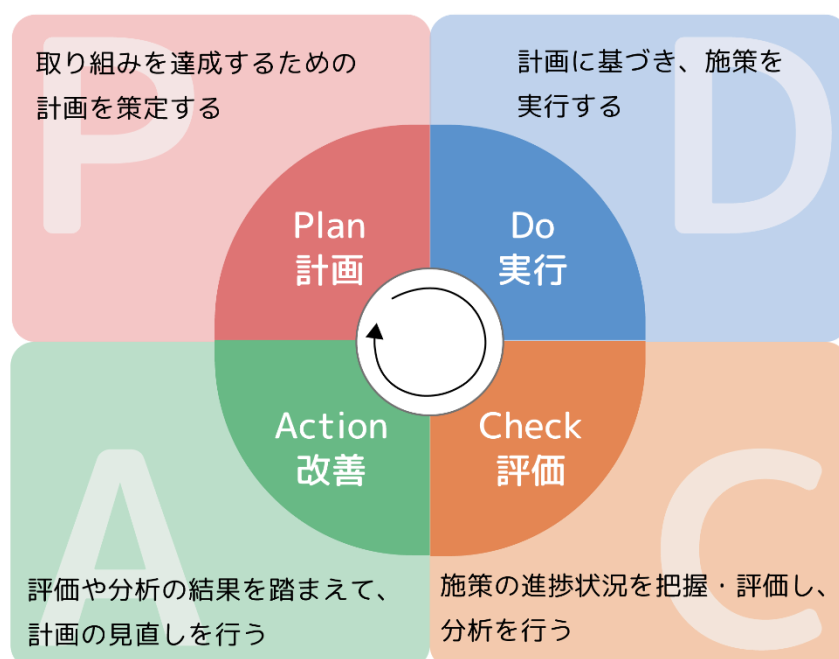 P
取り組みを達成するための
計画を策定する
Plan
計画
D
計画に基づき、施策を
実行する
Do
実行
C
Check
評価
施策の進捗状況を把握・評価し、
分析を行う
A
Action
改善
評価や分析の結果を踏まえて、
計画の見直しを行う